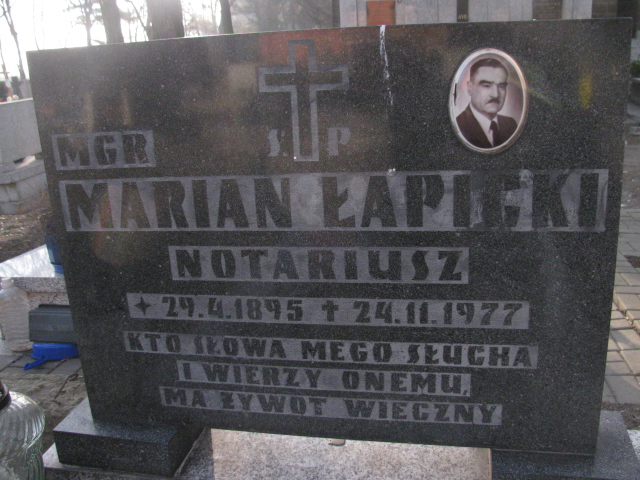 Ś P
MGR
MARIAN ŁAPICKI
NOTARIUSZ
29.4.1895 † 24.11.1977
KTO SŁOWA MEGO SŁUCHA
I WIERZY ONEMU,
MA ŻYWOT WIECZNY